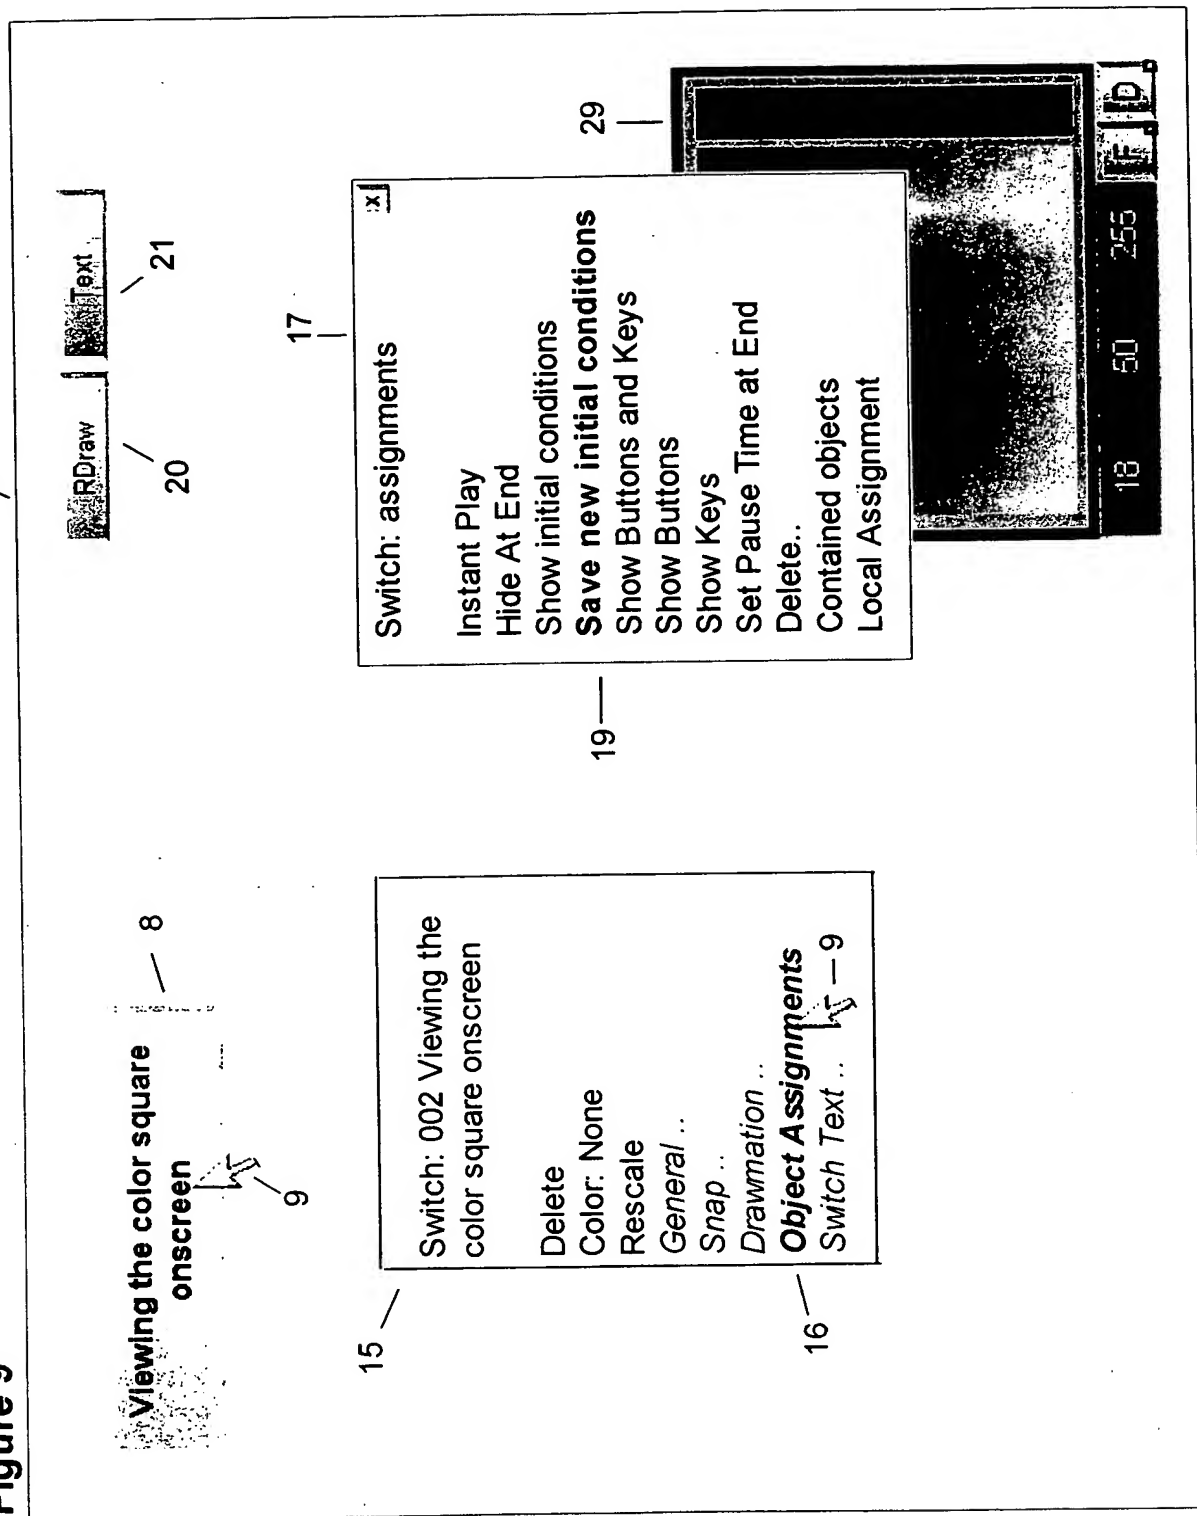 Figure 9
Viewing the color square
onscreen
8
9
RDraw
Text
20
21
15
Switch: 002 Viewing the
color square onscreen
Delete
Color: None
Rescale
General ..
Snap ..
Drawmation ..
Object Assignments
Switch Text ..
9
16
17
x
Switch: assignments
Instant Play
Hide At End
Show initial conditions
Save new initial conditions
Show Buttons and Keys
Show Buttons
Show Keys
Set Pause Time at End
Delete..
Contained objects
Local Assignment
19
29
18 50 255 F D